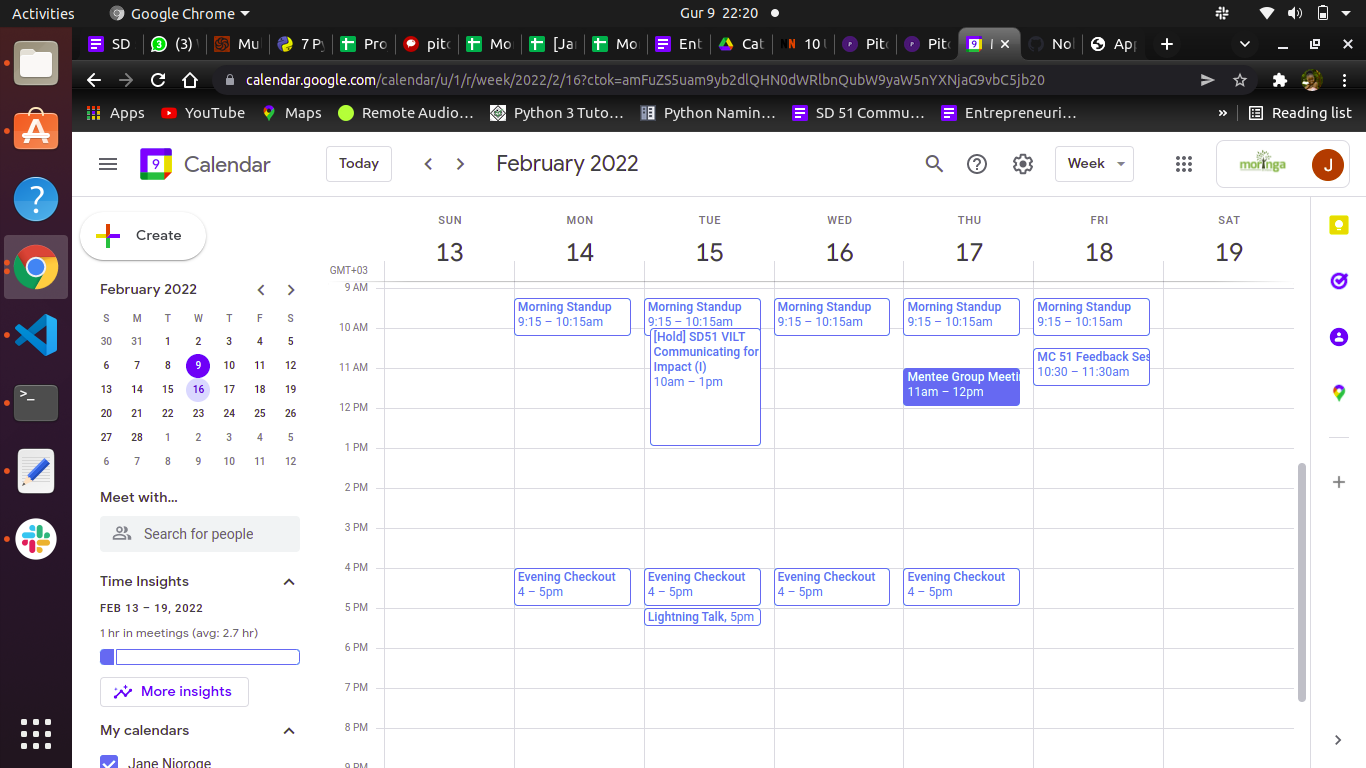 Activities
Google Chrome
Gur 9 22:20
SD
(3)
Mu
7 Py
Pro
pitc
Mo
[Ja
Mo
Ent
Cat
10
Pitc
Pitc
Nol
App
calendar.google.com/calendar/u/1/r/week/2022/2/16?ctok=amFuZS5uam9yb2dlQHN0dWRlbnQubW9yaW5nYXNjaG9vbC5jb20
Apps
YouTube
Maps
Remote Audio...
Python 3 Tuto...
Python Namin...
SD 51 Commu...
Entrepreneuri...
»
Reading list
9
Calendar
Today
February 2022
Week
moringa
J
Create
SUN
MON
TUE
WED
THU
FRI
SAT
13
14
15
16
17
18
19
GMT+03
February 2022
S M T W T F S
30 31 1 2 3 4 5
6 7 8 9 10 11 12
13 14 15 16 17 18 19
20 21 22 23 24 25 26
27 28 1 2 3 4 5
6 7 8 9 10 11 12
Meet with...
Search for people
Time Insights
FEB 13 – 19, 2022
1 hr in meetings (avg: 2.7 hr)
More insights
My calendars
Jane Njoroge
9 AM
10 AM
11 AM
12 PM
1 PM
2 PM
3 PM
4 PM
5 PM
6 PM
7 PM
8 PM
9 PM
Morning Standup
9:15 – 10:15am
Morning Standup
9:15 – 10:15am
[Hold] SD51 VILT
Communicating for
Impact (I)
10am – 1pm
Morning Standup
9:15 – 10:15am
Morning Standup
9:15 – 10:15am
Mentee Group Meeti
11am – 12pm
Morning Standup
9:15 – 10:15am
MC 51 Feedback Ses
10:30 – 11:30am
Evening Checkout
4 – 5pm
Evening Checkout
4 – 5pm
Lightning Talk, 5pm
Evening Checkout
4 – 5pm
Evening Checkout
4 – 5pm